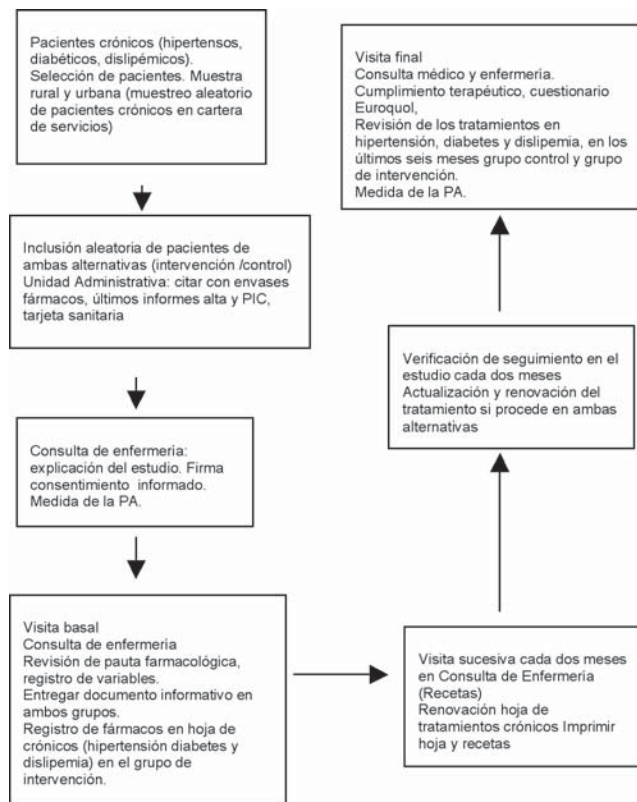 Pacientes crónicos (hipertensos,
diabéticos, dislipémicos).
Selección de pacientes. Muestra
rural y urbana (muestreo aleatorio
de pacientes crónicos en cartera
de servicios)
Inclusión aleatoria de pacientes de
ambas alternativas (intervención /control)
Unidad Administrativa: citar con envases
fármacos, últimos informes alta y PIC,
tarjeta sanitaria
Consulta de enfermería:
explicación del estudio. Firma
consentimiento informado.
Medida de la PA.
Visita basal
Consulta de enfermería
Revisión de pauta farmacológica,
registro de variables.
Entregar documento informativo en
ambos grupos.
Registro de fármacos en hoja de
crónicos (hipertensión diabetes y
dislipemia) en el grupo de
intervención.
Visita sucesiva cada dos meses
en Consulta de Enfermería
(Recetas)
Renovación hoja de
tratamientos crónicos Imprimir
hoja y recetas
Verificación de seguimiento en el
estudio cada dos meses
Actualización y renovación del
tratamiento si procede en ambas
alternativas
Visita final
Consulta médico y enfermería.
Cumplimiento terapéutico, cuestionario
Euroquol,
Revisión de los tratamientos en
hipertensión, diabetes y dislipemia, en los
últimos seis meses grupo control y grupo
de intervención.
Medida de la PA.